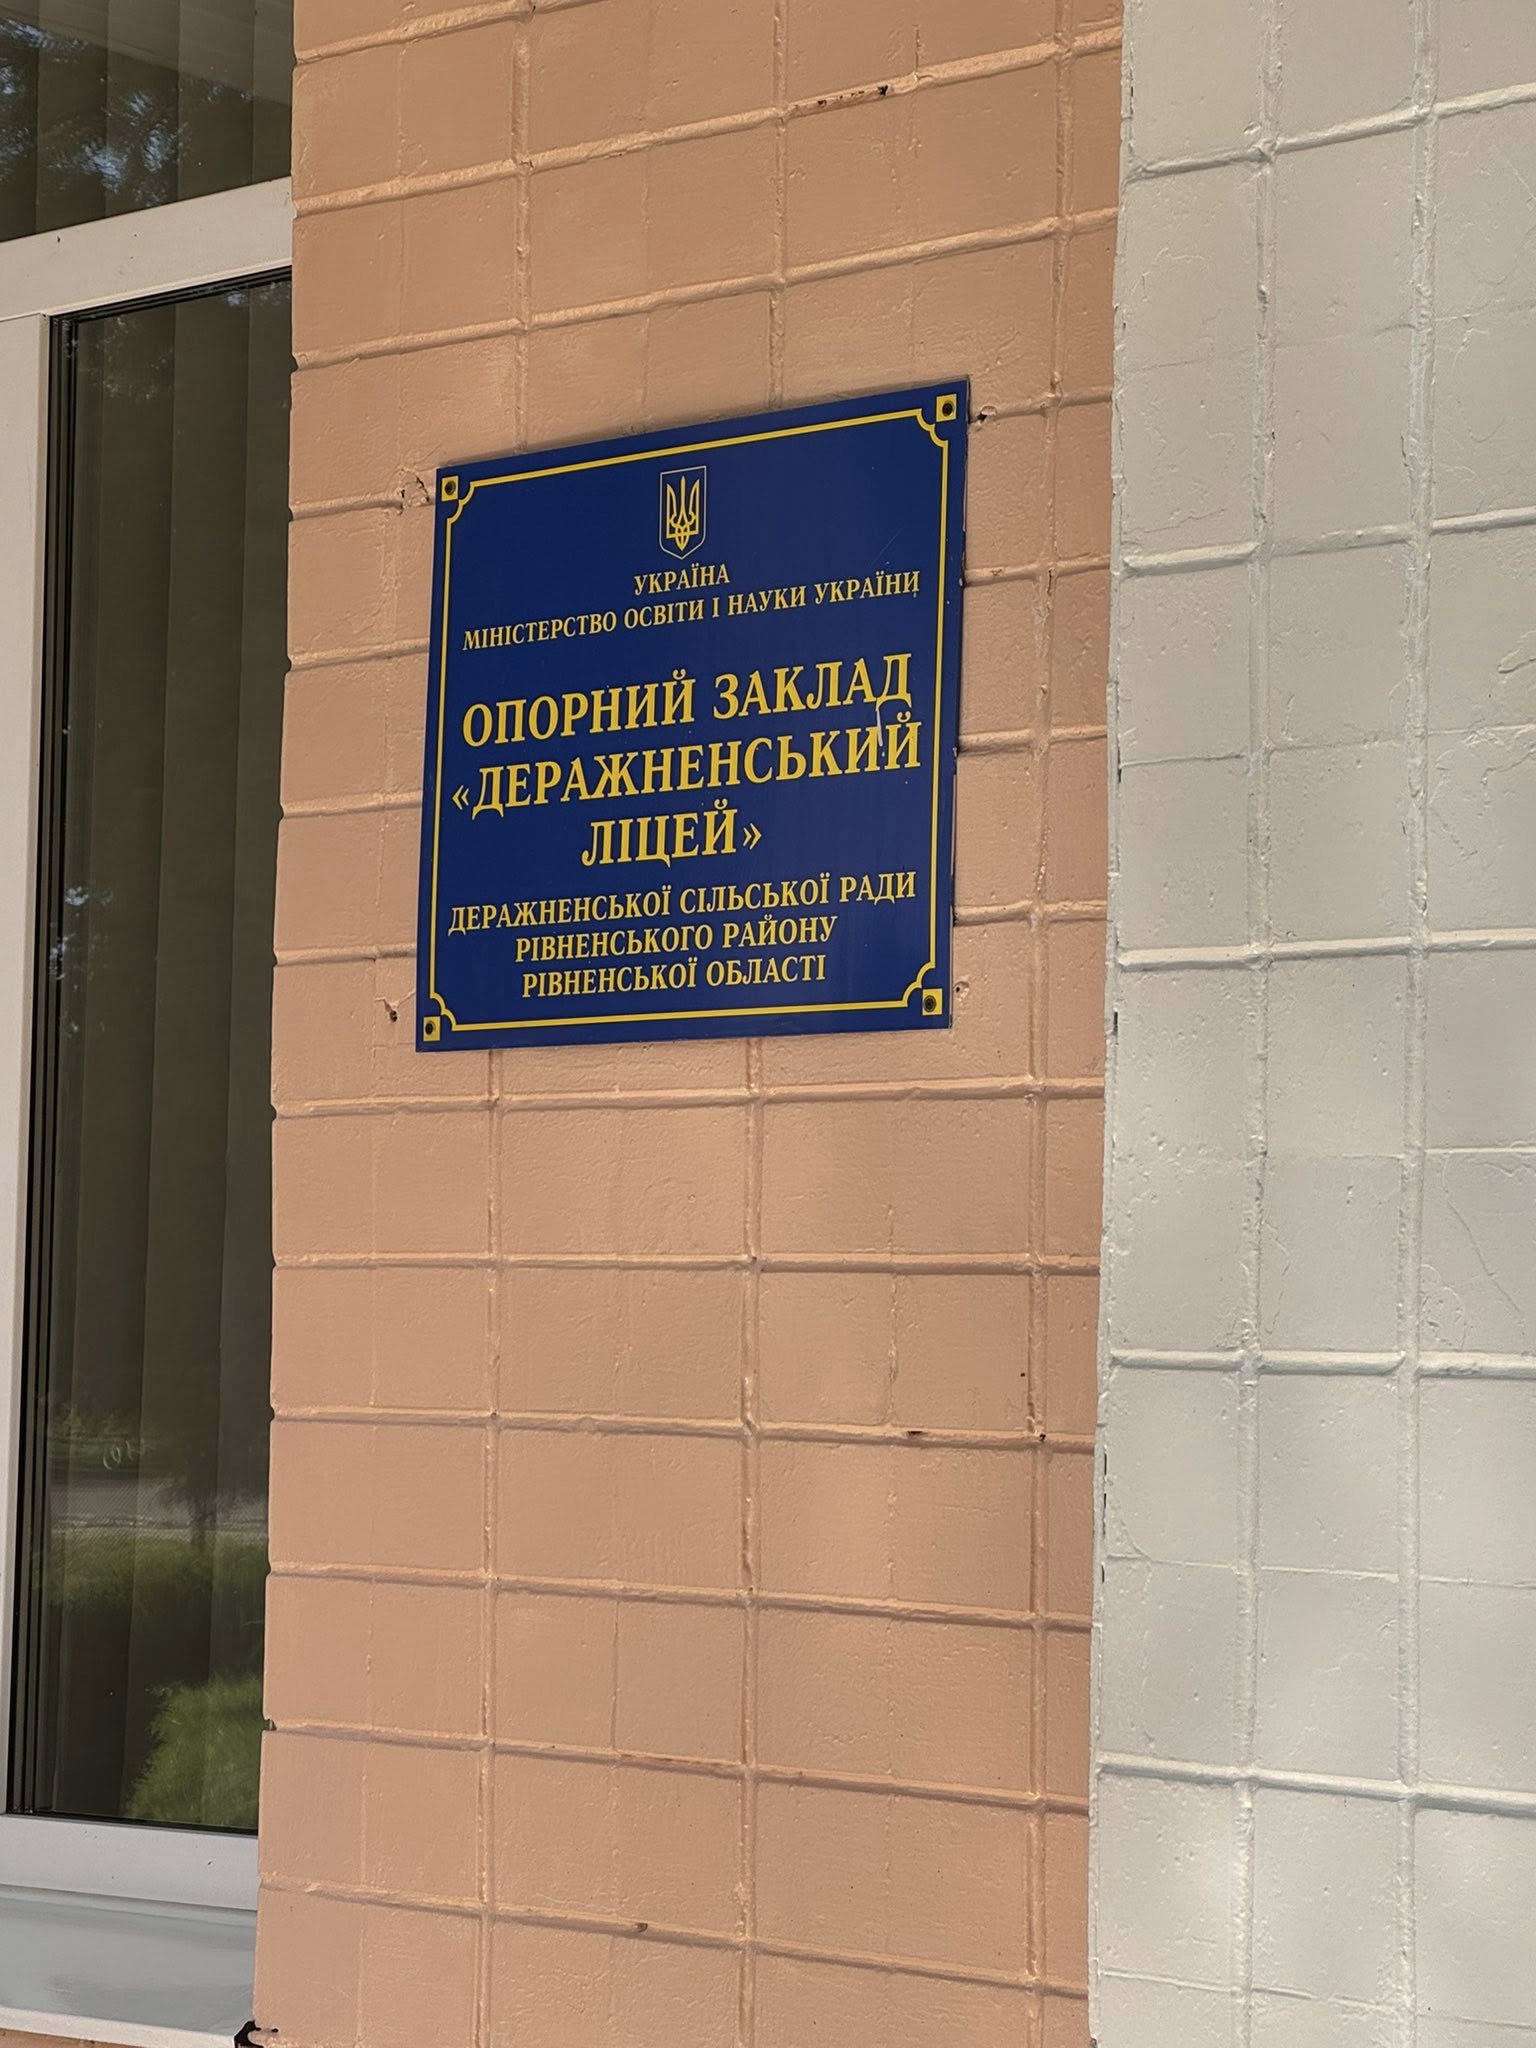 УКРАЇНА
МІНІСТЕРСТВО ОСВІТИ І НАУКИ УКРАЇНИ
ОПОРНИЙ ЗАКЛАД
«ДЕРАЖНЕНСЬКИЙ
ЛІЦЕЙ»
ДЕРАЖНЕНСЬКОЇ СІЛЬСЬКОЇ РАДИ
РІВНЕНСЬКОГО РАЙОНУ
РІВНЕНСЬКОЇ ОБЛАСТІ